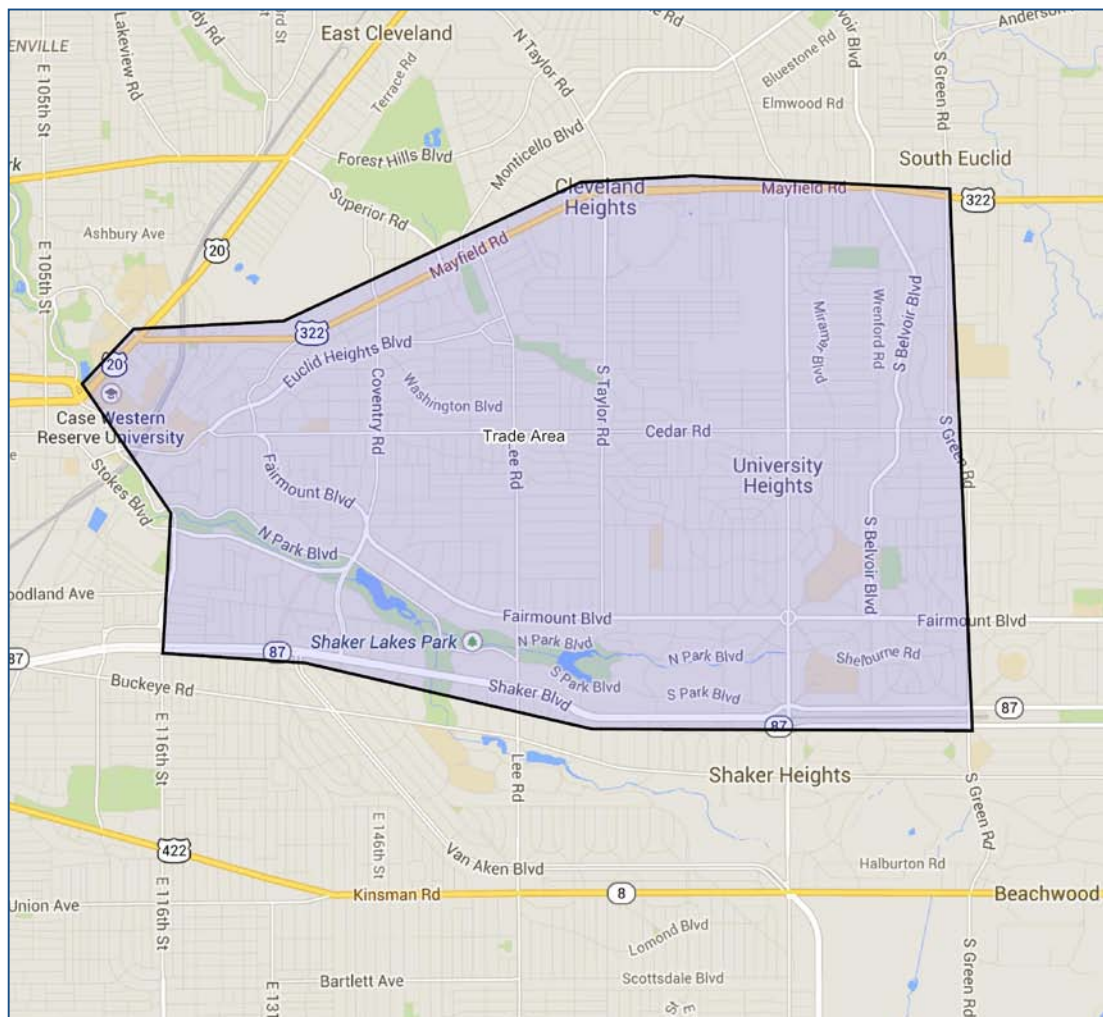 ENVILLE
Lakeview Rd
E 105th St
East Cleveland
Terrace Rd
N Taylor Rd
Bluestone Rd
Elmwood Rd
Anderson
S Green Rd
Monticello Blvd
Forest Hills Blvd
South Euclid
Superior Rd
Cleveland
Heights
Mayfield Rd
322
Ashbury Ave
20
E 105th St
Mayfield Rd
322
20
Euclid Heights Blvd
Coventry Rd
Washington Blvd
Miramar Blvd
Wrenford Rd
S Belvoir Blvd
Case Western
Reserve University
S Taylor Rd
Trade Area
Cedar Rd
Lee Rd
S Green Rd
University
Heights
Fairmount Blvd
Stokes Blvd
N Park Blvd
S Belvoir Blvd
oodland Ave
Fairmount Blvd
Fairmount Blvd
Shaker Lakes Park
N Park Blvd
N Park Blvd
Shelburne Rd
87
87
S Park Blvd
S Park Blvd
Buckeye Rd
Shaker Blvd
87
87
E 116th St
Lee Rd
Shaker Heights
S Green Rd
422
E 146th St
Van Aken Blvd
Halburton Rd
Union Ave
Kinsman Rd
8
Beachwood
E 116th St
Lomond Blvd
S Green Rd
Bartlett Ave
Scottsdale Blvd
E 131